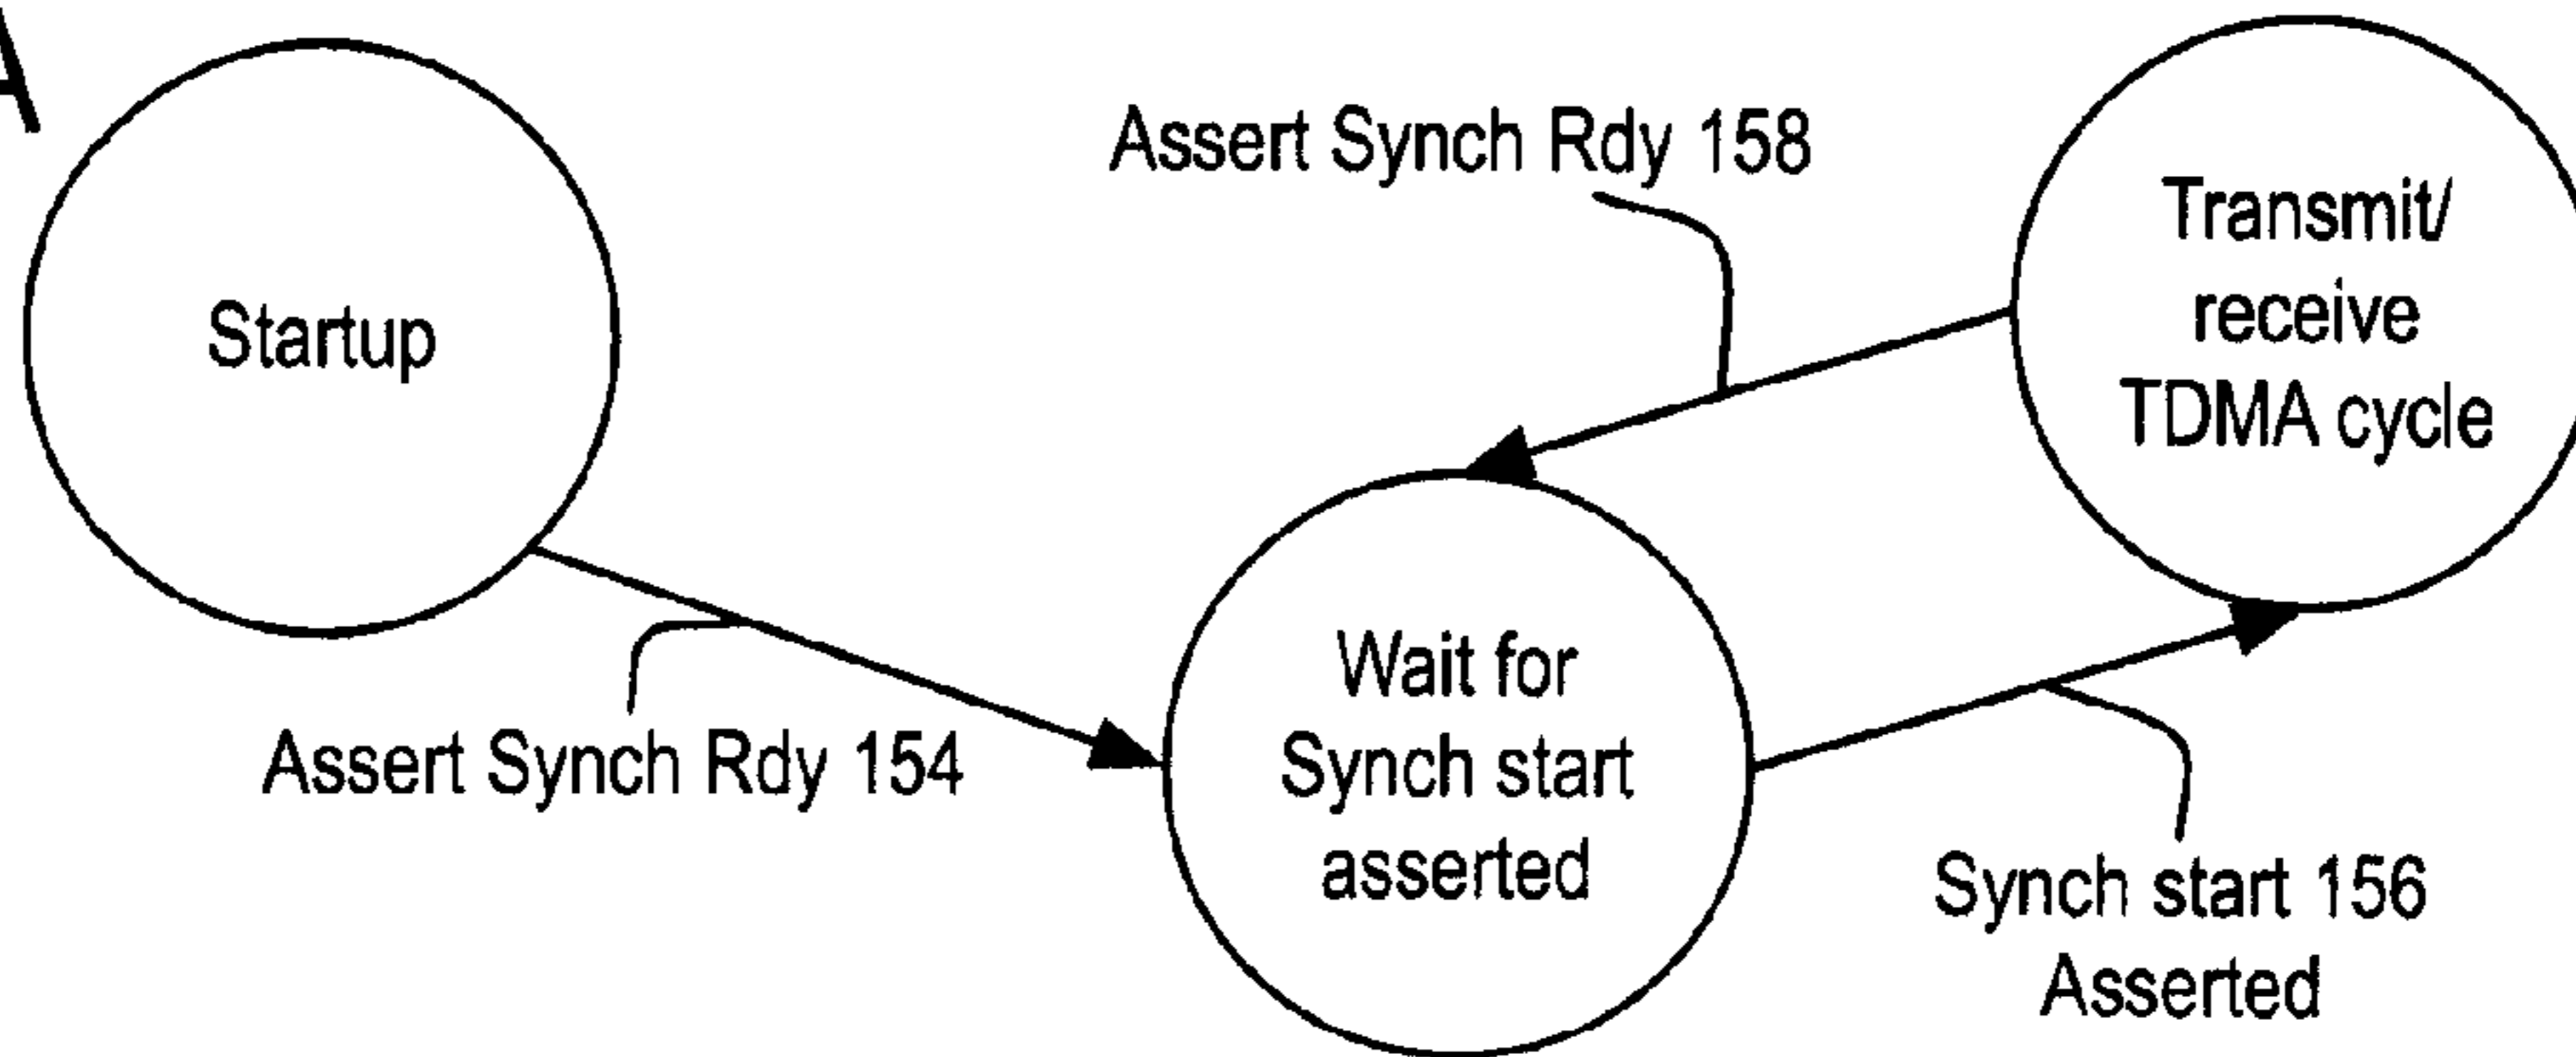 A
Startup
Assert Synch Rdy 158
Transmit/
receive
TDMA cycle
Assert Synch Rdy 154
Wait for
Synch start
asserted
Synch start 156
Asserted